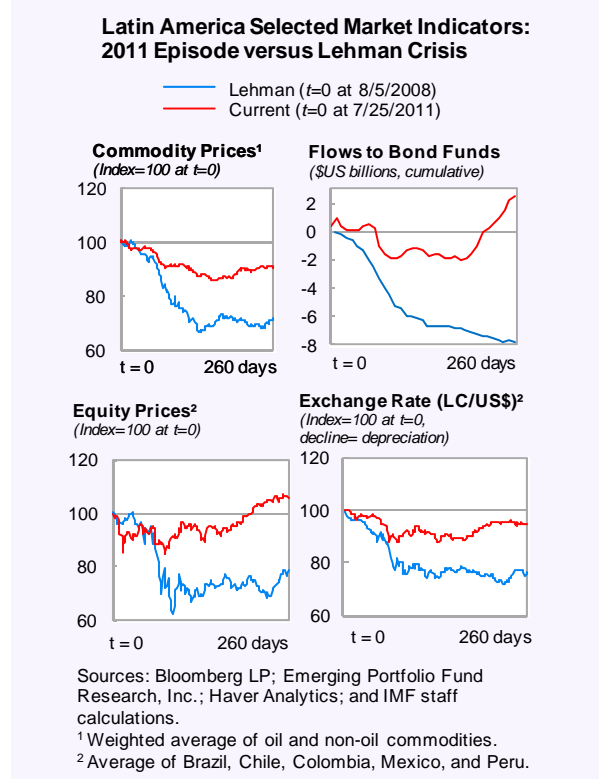 Latin America Selected Market Indicators:
2011 Episode versus Lehman Crisis
Lehman (t=0 at 8/5/2008)
Current (t=0 at 7/25/2011)
Commodity Prices¹
(Index=100 at t=0)
120
100
80
60
t = 0 260 days
Flows to Bond Funds
($US billions, cumulative)
2
0
-2
-4
-6
-8
t = 0 260 days
Equity Prices²
(Index=100 at t=0)
120
100
80
60
t = 0 260 days
Exchange Rate (LC/US$)²
(Index=100 at t=0,
decline= depreciation)
120
100
80
60
t = 0 260 days
Sources: Bloomberg LP; Emerging Portfolio Fund
Research, Inc.; Haver Analytics; and IMF staff
calculations.
¹ Weighted average of oil and non-oil commodities.
² Average of Brazil, Chile, Colombia, Mexico, and Peru.